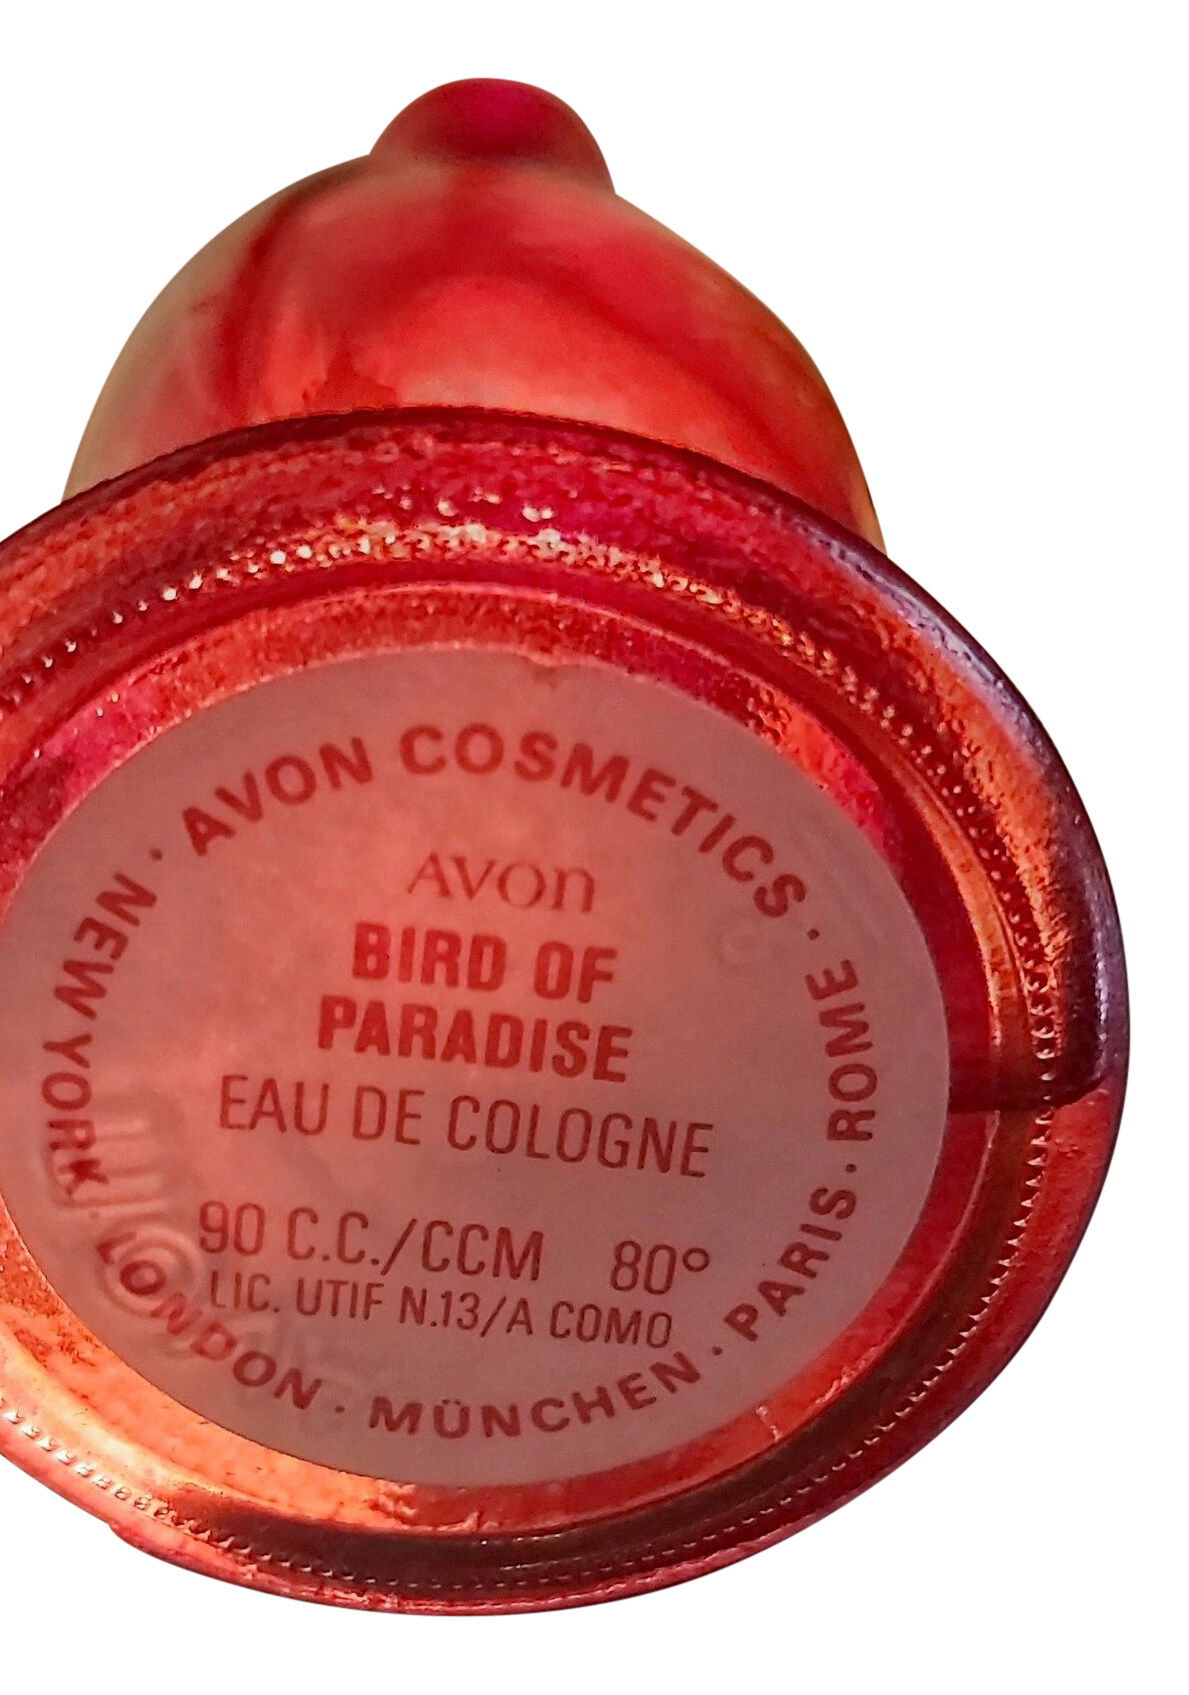 AVON COSMETICS · NEW YORK · LONDON · MÜNCHEN · PARIS · ROME ·
AVON
BIRD OF
PARADISE
EAU DE COLOGNE
90 C.C./CCM 80°
LIC. UTIF N.13/A COMO